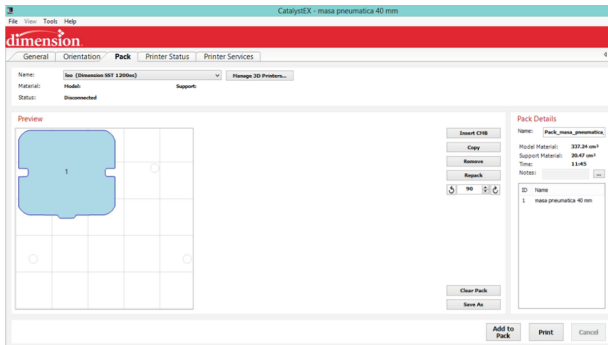 CatalystEX - masa pneumatica 40 mm
File View Tools Help
dimension
General Orientation Pack Printer Status Printer Services
Name: leo (Dimension SST 1200es) Manage 3D Printers...
Material: Model: Support:
Status: Disconnected
Preview
1
Insert CMB
Copy
Remove
Repack
90
Clear Pack
Save As
Pack Details
Name: Pack_masa_pneumatica_
Model Material: 337.24 cm³
Support Material: 20.47 cm³
Time: 11:45
Notes: ...
ID Name
1 masa pneumatica 40 mm
Add to Pack Print Cancel